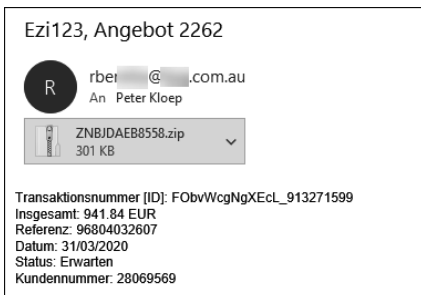 Ezi123, Angebot 2262
R
rber @ .com.au
An Peter Kloep
ZNBJDAEB8558.zip
301 KB
Transaktionsnummer [ID]: FObvWcgNgXEcL_913271599
Insgesamt: 941.84 EUR
Referenz: 96804032607
Datum: 31/03/2020
Status: Erwarten
Kundennummer: 28069569